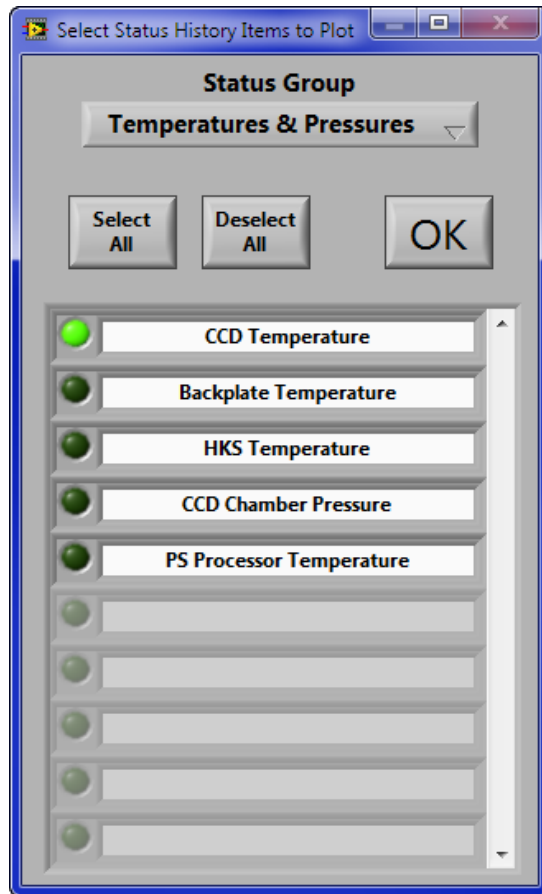 Select Status History Items to Plot
Status Group
Temperatures & Pressures
Select
All
Deselect
All
OK
CCD Temperature
Backplate Temperature
HKS Temperature
CCD Chamber Pressure
PS Processor Temperature